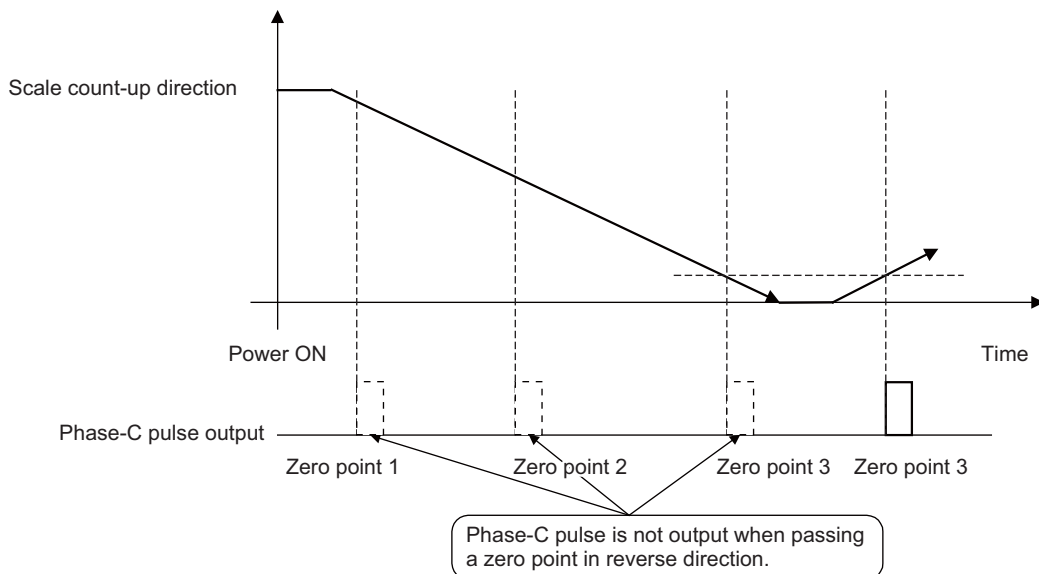 Scale count-up direction
Power ON
Time
Phase-C pulse output
Zero point 1
Zero point 2
Zero point 3
Zero point 3
Phase-C pulse is not output when passing
a zero point in reverse direction.